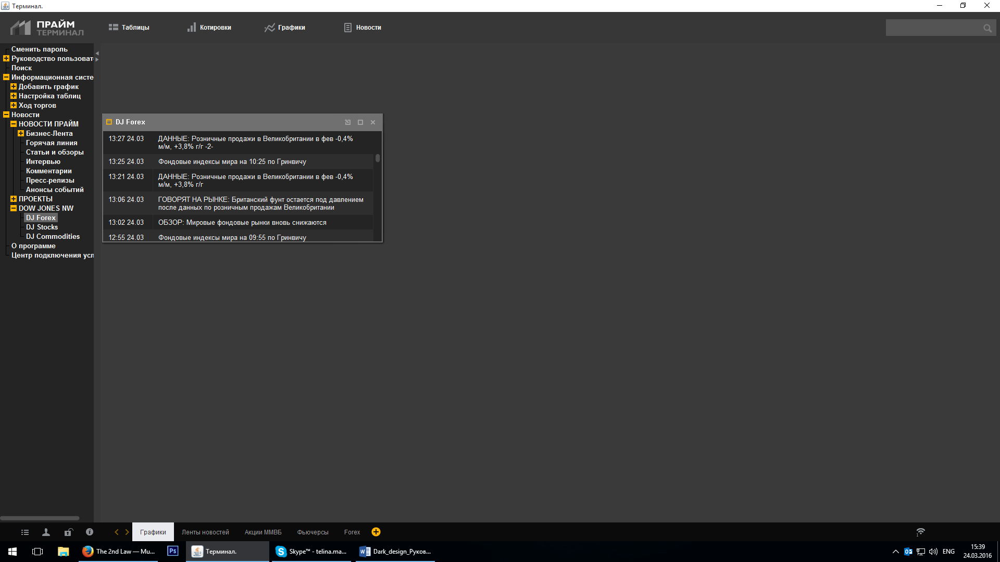 Терминал.
ПРАЙМ
ТЕРМИНАЛ
Таблицы
Котировки
Графики
Новости
Сменить пароль
Руководство пользоват
Поиск
Информационная систе
Добавить график
Настройка таблиц
Ход торгов
Новости
НОВОСТИ ПРАЙМ
Бизнес-Лента
Горячая линия
Статьи и обзоры
Интервью
Комментарии
Пресс-релизы
Анонсы событий
ПРОЕКТЫ
DOW JONES NW
DJ Forex
DJ Stocks
DJ Commodities
О программе
Центр подключения усл
DJ Forex
13:27 24.03 ДАННЫЕ: Розничные продажи в Великобритании в фев -0,4%
м/м, +3,8% г/г -2-
13:25 24.03 Фондовые индексы мира на 10:25 по Гринвичу
13:21 24.03 ДАННЫЕ: Розничные продажи в Великобритании в фев -0,4%
м/м, +3,8% г/г
13:06 24.03 ГОВОРЯТ НА РЫНКЕ: Британский фунт остается под давлением
после данных по розничным продажам Великобритании
13:02 24.03 ОБЗОР: Мировые фондовые рынки вновь снижаются
12:55 24.03 Фондовые индексы мира на 09:55 по Гринвичу
Графики
Ленты новостей
Акции ММВБ
Фьючерсы
Forex
1
The 2nd Law — Mu...
Ps
Терминал.
Skype™ - telina.ma...
Dark_design_Руков...
ENG
15:39
24.03.2016